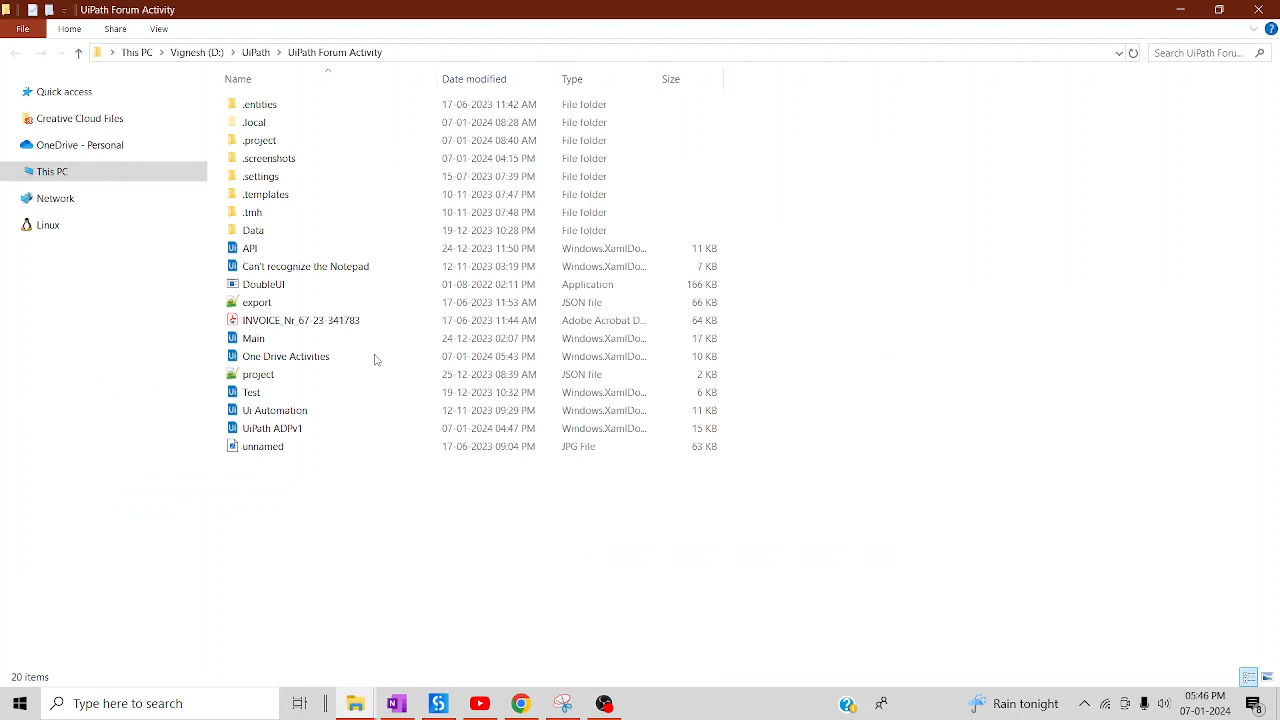 UiPath Forum Activity
File Home Share View
This PC Vignesh (D:) UiPath UiPath Forum Activity Search UiPath Foru...
Name Date modified Type Size
Quick access
Creative Cloud Files
OneDrive - Personal
This PC
Network
Linux
.entities 17-06-2023 11:42 AM File folder
.local 07-01-2024 08:28 AM File folder
.project 07-01-2024 08:40 AM File folder
.screenshots 07-01-2024 04:15 PM File folder
.settings 15-07-2023 07:39 PM File folder
.templates 10-11-2023 07:47 PM File folder
.tmh 10-11-2023 07:48 PM File folder
Data 19-12-2023 10:28 PM File folder
API 24-12-2023 11:50 PM Windows.XamlDo... 11 KB
Can't recognize the Notepad 12-11-2023 03:19 PM Windows.XamlDo... 7 KB
DoubleUI 01-08-2022 02:11 PM Application 166 KB
export 17-06-2023 11:53 AM JSON file 66 KB
INVOICE_Nr_67-23-341783 17-06-2023 11:44 AM Adobe Acrobat D... 64 KB
Main 24-12-2023 02:07 PM Windows.XamlDo... 17 KB
One Drive Activities 07-01-2024 05:43 PM Windows.XamlDo... 10 KB
project 25-12-2023 08:39 AM JSON file 2 KB
Test 19-12-2023 10:32 PM Windows.XamlDo... 6 KB
Ui Automation 12-11-2023 09:29 PM Windows.XamlDo... 11 KB
UiPath ADPv1 07-01-2024 04:47 PM Windows.XamlDo... 15 KB
unnamed 17-06-2023 09:04 PM JPG File 63 KB
20 items
Type here to search
Rain tonight
05:46 PM
07-01-2024
8